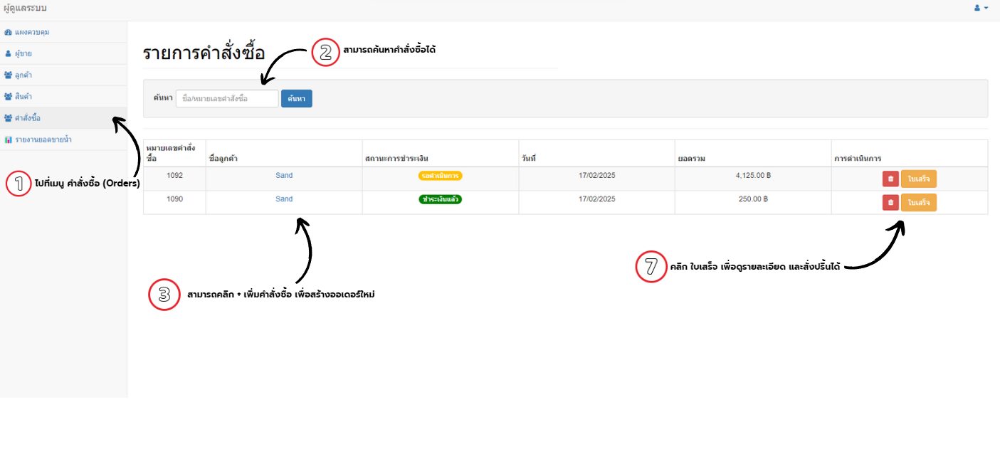 ผู้ดูแลระบบ
แผงควบคุม
ผู้ขาย
ลูกค้า
สินค้า
คำสั่งซื้อ
รายงานยอดขายน้ำ
รายการคำสั่งซื้อ
2 สามารถค้นหาคำสั่งซื้อได้
ค้นหา ชื่อ/หมายเลขคำสั่งซื้อ ค้นหา
หมายเลขคำสั่ง
ซื้อ ชื่อลูกค้า สถานะการชำระเงิน วันที่ ยอดรวม การดำเนินการ
1092 Sand รอดำเนินการ 17/02/2025 4,125.00 ฿ ใบเสร็จ
1090 Sand ชำระเงินแล้ว 17/02/2025 250.00 ฿ ใบเสร็จ
1 ไปที่เมนู คำสั่งซื้อ (Orders)
7 คลิก ใบเสร็จ เพื่อดูรายละเอียด และสั่งปริ้นได้
3 สามารถคลิก + เพิ่มคำสั่งซื้อ เพื่อสร้างออเดอร์ใหม่